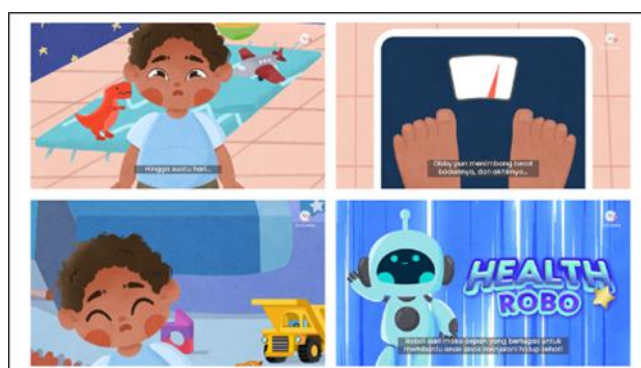 Hingga suatu hari...
Obby pun menimbang berat
badannya, dan akhirnya...
HEALTH
ROBO
Robot dari masa depan yang bertugas untuk
membantu anak anak menjalani hidup sehat!